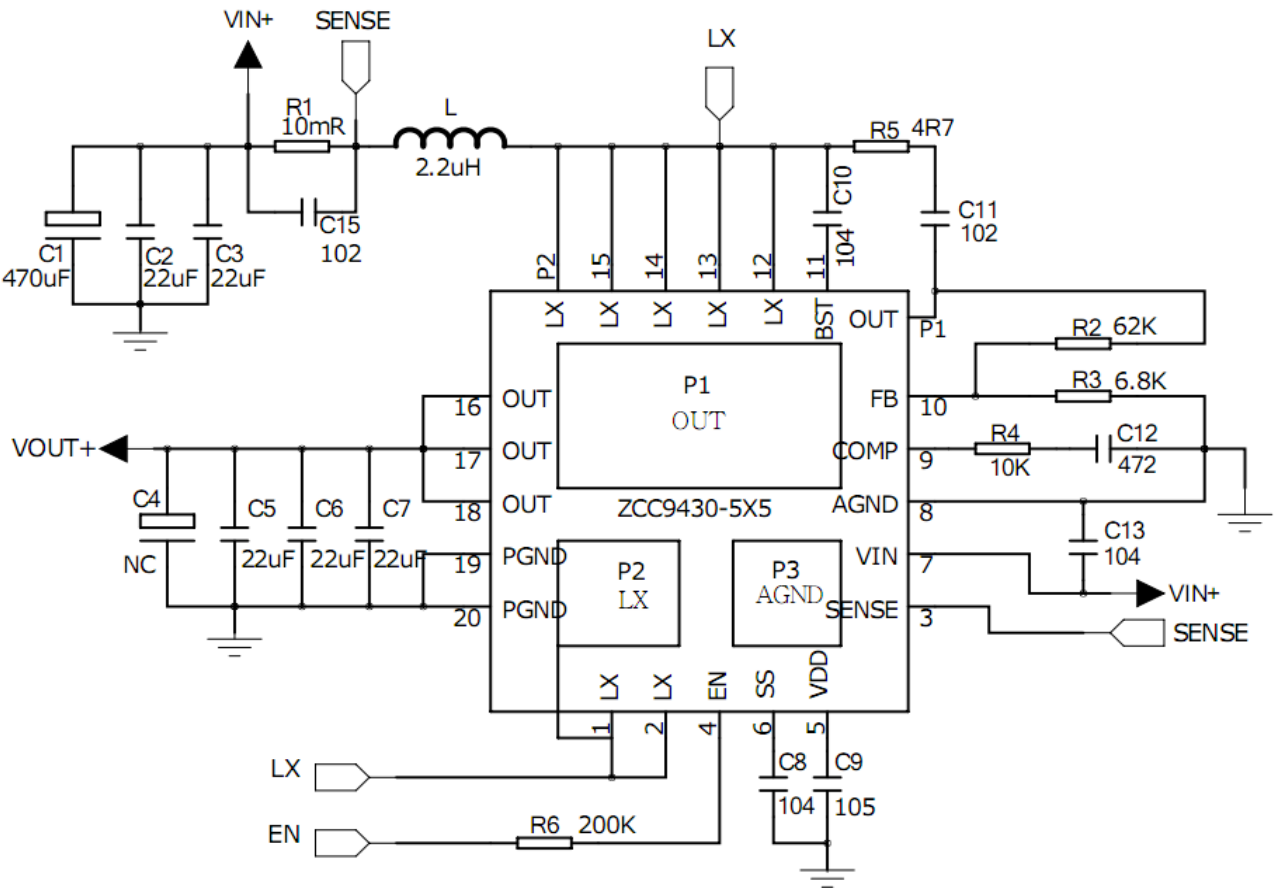 VIN+
SENSE
LX
R1
10mR
L
2.2uH
R5 4R7
C10
104
C11
102
C15
102
C1
470uF
C2
22uF
C3
22uF
P2
15
14
13
12
11
LX
LX
LX
LX
LX
BST
OUT
P1
R2 62K
P1
OUT
R3 6.8K
16
OUT
FB
10
VOUT+
17
OUT
COMP
9
R4
10K
C12
472
18
OUT
ZCC9430-5X5
AGND
8
C4
NC
C5
22uF
C6
22uF
C7
22uF
C13
104
19
PGND
VIN
7
VIN+
P2
LX
P3
AGND
20
PGND
SENSE
3
SENSE
LX
LX
EN
SS
VDD
1
2
4
6
5
LX
C8
104
C9
105
EN
R6 200K